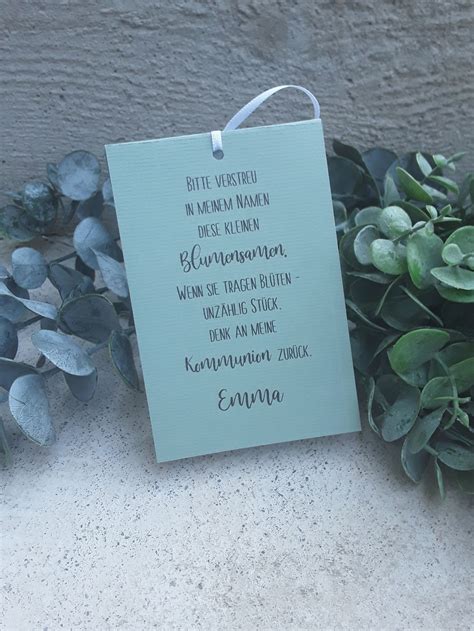 BITTE VERSTREU
IN MEINEM NAMEN
DIESE KLEINEN
Blumensamen.
WENN SIE TRAGEN BLÜTEN -
UNZÄHLIG STÜCK,
DENK AN MEINE
Kommunion ZURÜCK.
Emma